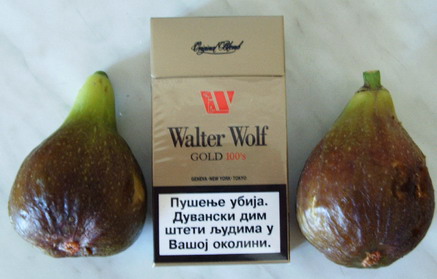 Original Blend
W
Walter Wolf
GOLD 100's
GENEVA·NEW YORK·TOKYO
Пушење убија.
Дувански дим
штети људима у
Вашој околини.